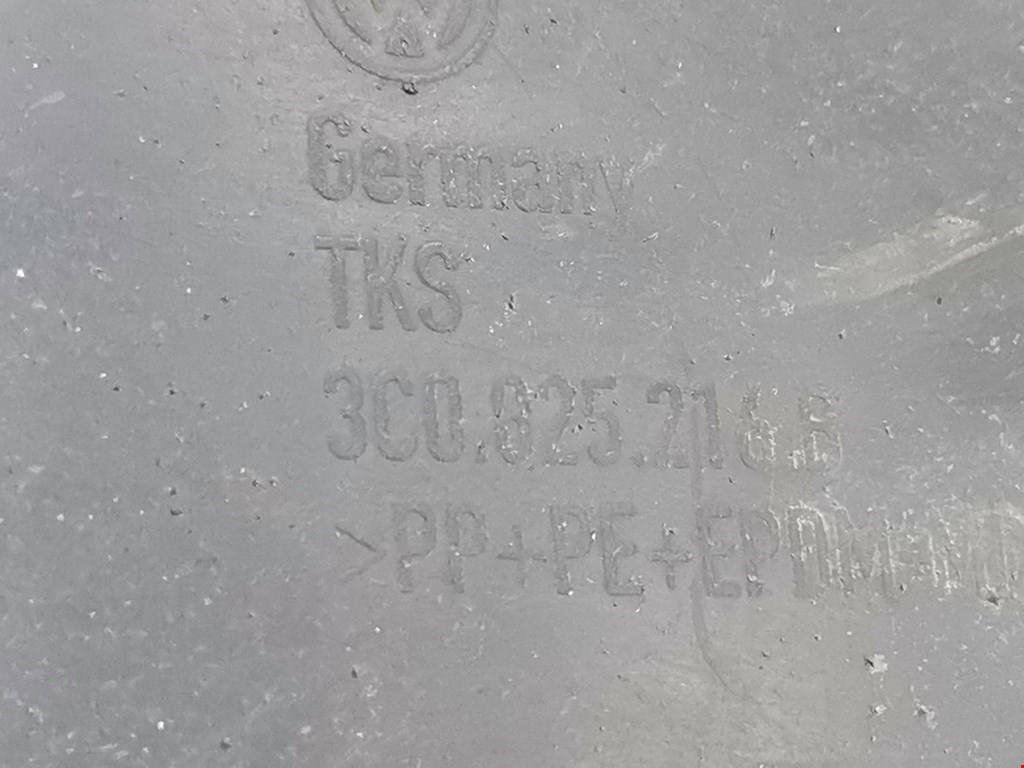 Germany
TKS
3C0.825.216.B
>PP+PE+EPDM